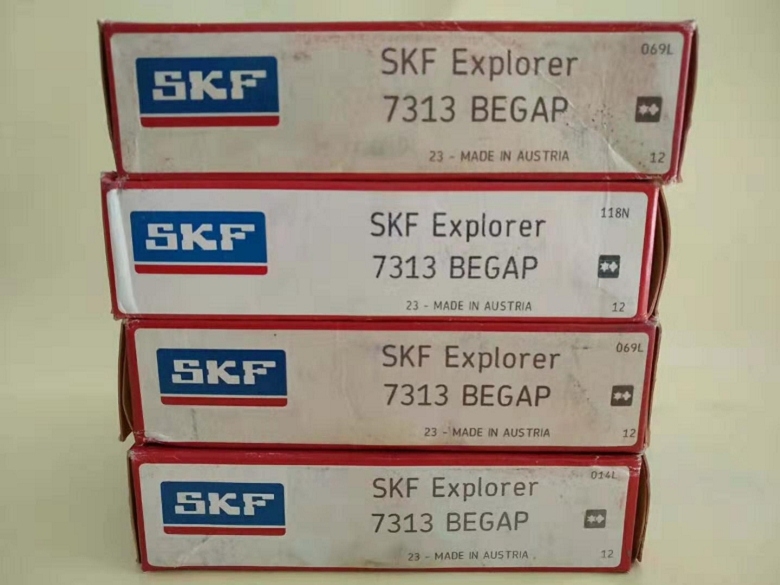 069L
SKF
SKF Explorer
7313 BEGAP
23 - MADE IN AUSTRIA
12
118N
SKF
SKF Explorer
7313 BEGAP
23 - MADE IN AUSTRIA
12
069L
SKF
SKF Explorer
7313 BEGAP
23 - MADE IN AUSTRIA
12
014L
SKF
SKF Explorer
7313 BEGAP
23 - MADE IN AUSTRIA
12